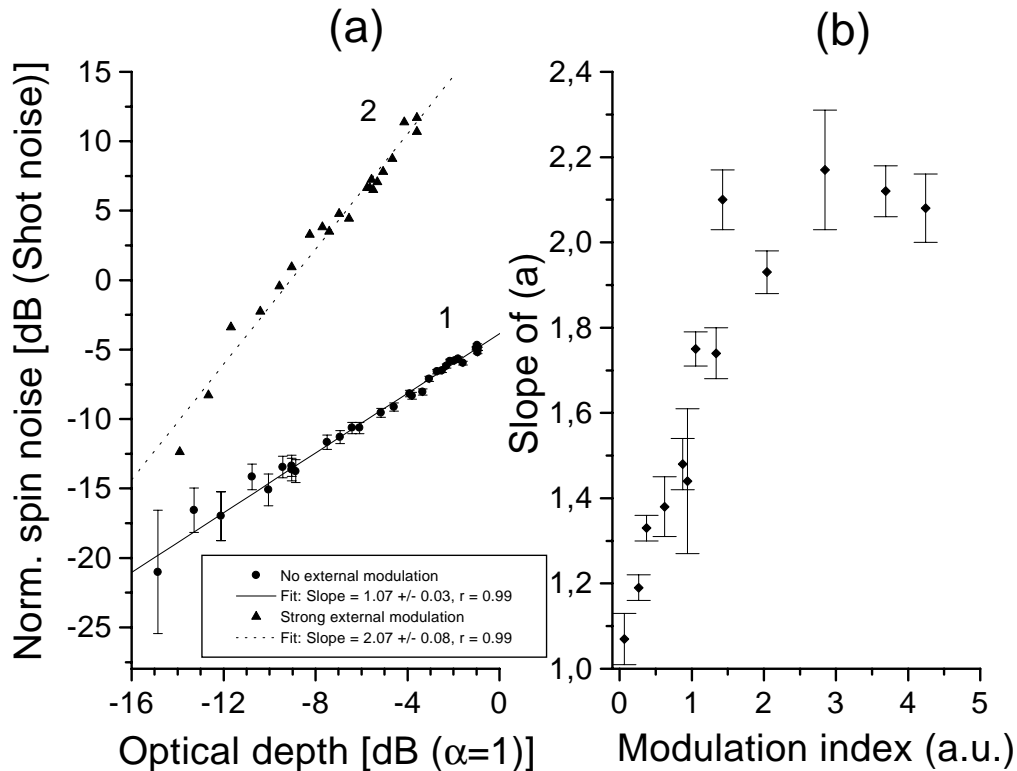 (a)
Norm. spin noise [dB (Shot noise)]
15
10
5
0
-5
-10
-15
-20
-25
2
1
No external modulation
Fit: Slope = 1.07 +/- 0.03, r = 0.99
Strong external modulation
Fit: Slope = 2.07 +/- 0.08, r = 0.99
-16 -12 -8 -4 0
Optical depth [dB (α=1)]
(b)
Slope of (a)
2,4
2,2
2,0
1,8
1,6
1,4
1,2
1,0
0 1 2 3 4 5
Modulation index (a.u.)